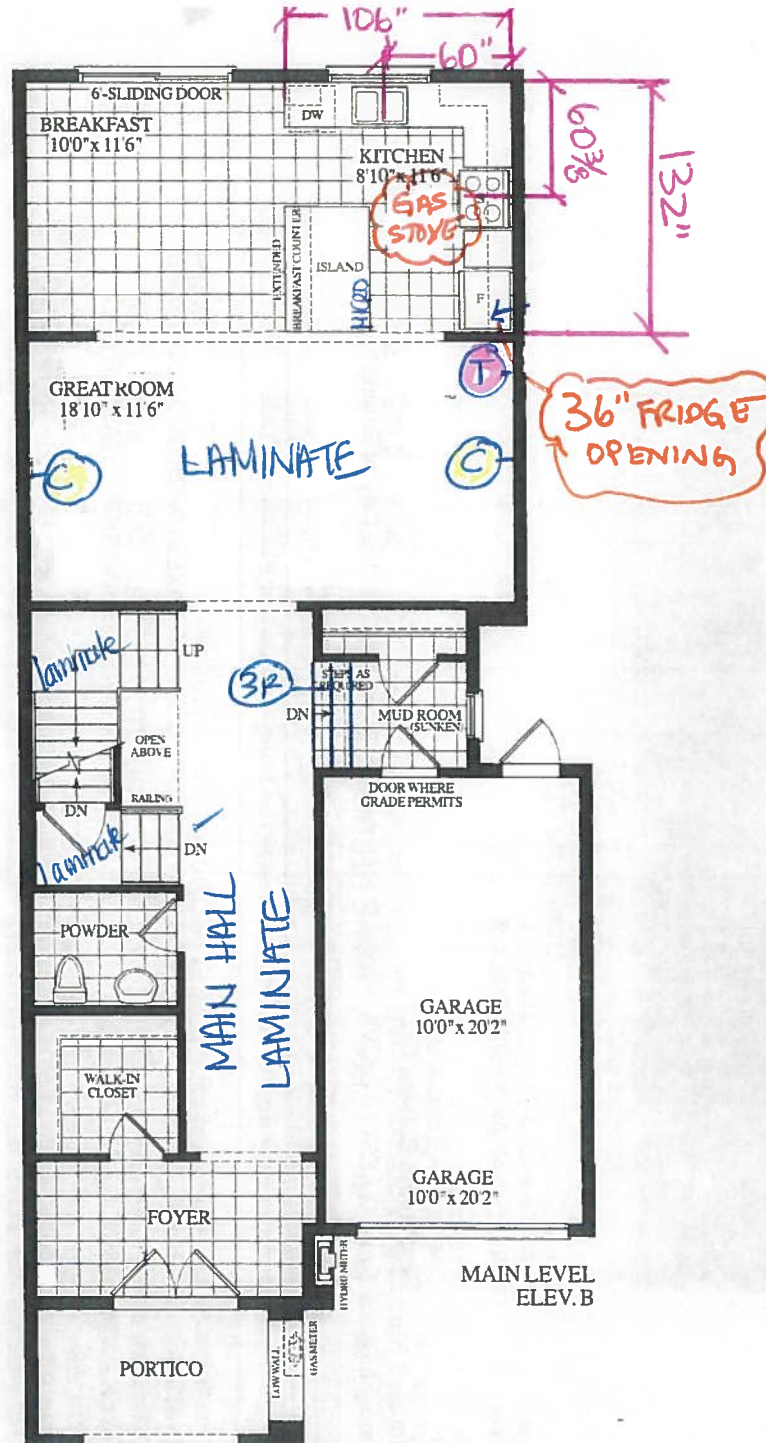 106"
60"
6'-SLIDING DOOR
BREAKFAST
10'0" x 11'6"
DW
KITCHEN
8'10" x 11'6"
60 3/8
132"
GAS
STOVE
EXTENDED
BREAKFAST COUNTER
ISLAND
MICRO
F
GREAT ROOM
18'10" x 11'6"
T
36" FRIDGE
OPENING
C
LAMINATE
C
laminate
UP
3R
STEPS AS
REQUIRED
DN
MUD ROOM
(SUNKEN
OPEN
ABOVE
RAILING
DN
DOOR WHERE
GRADE PERMITS
laminate
DN
POWDER
MAIN HALL
LAMINATE
GARAGE
10'0" x 20'2"
WALK-IN
CLOSET
GARAGE
10'0" x 20'2"
FOYER
HYDRO METER
MAIN LEVEL
ELEV. B
PORTICO
LOW WALL
GAS METER